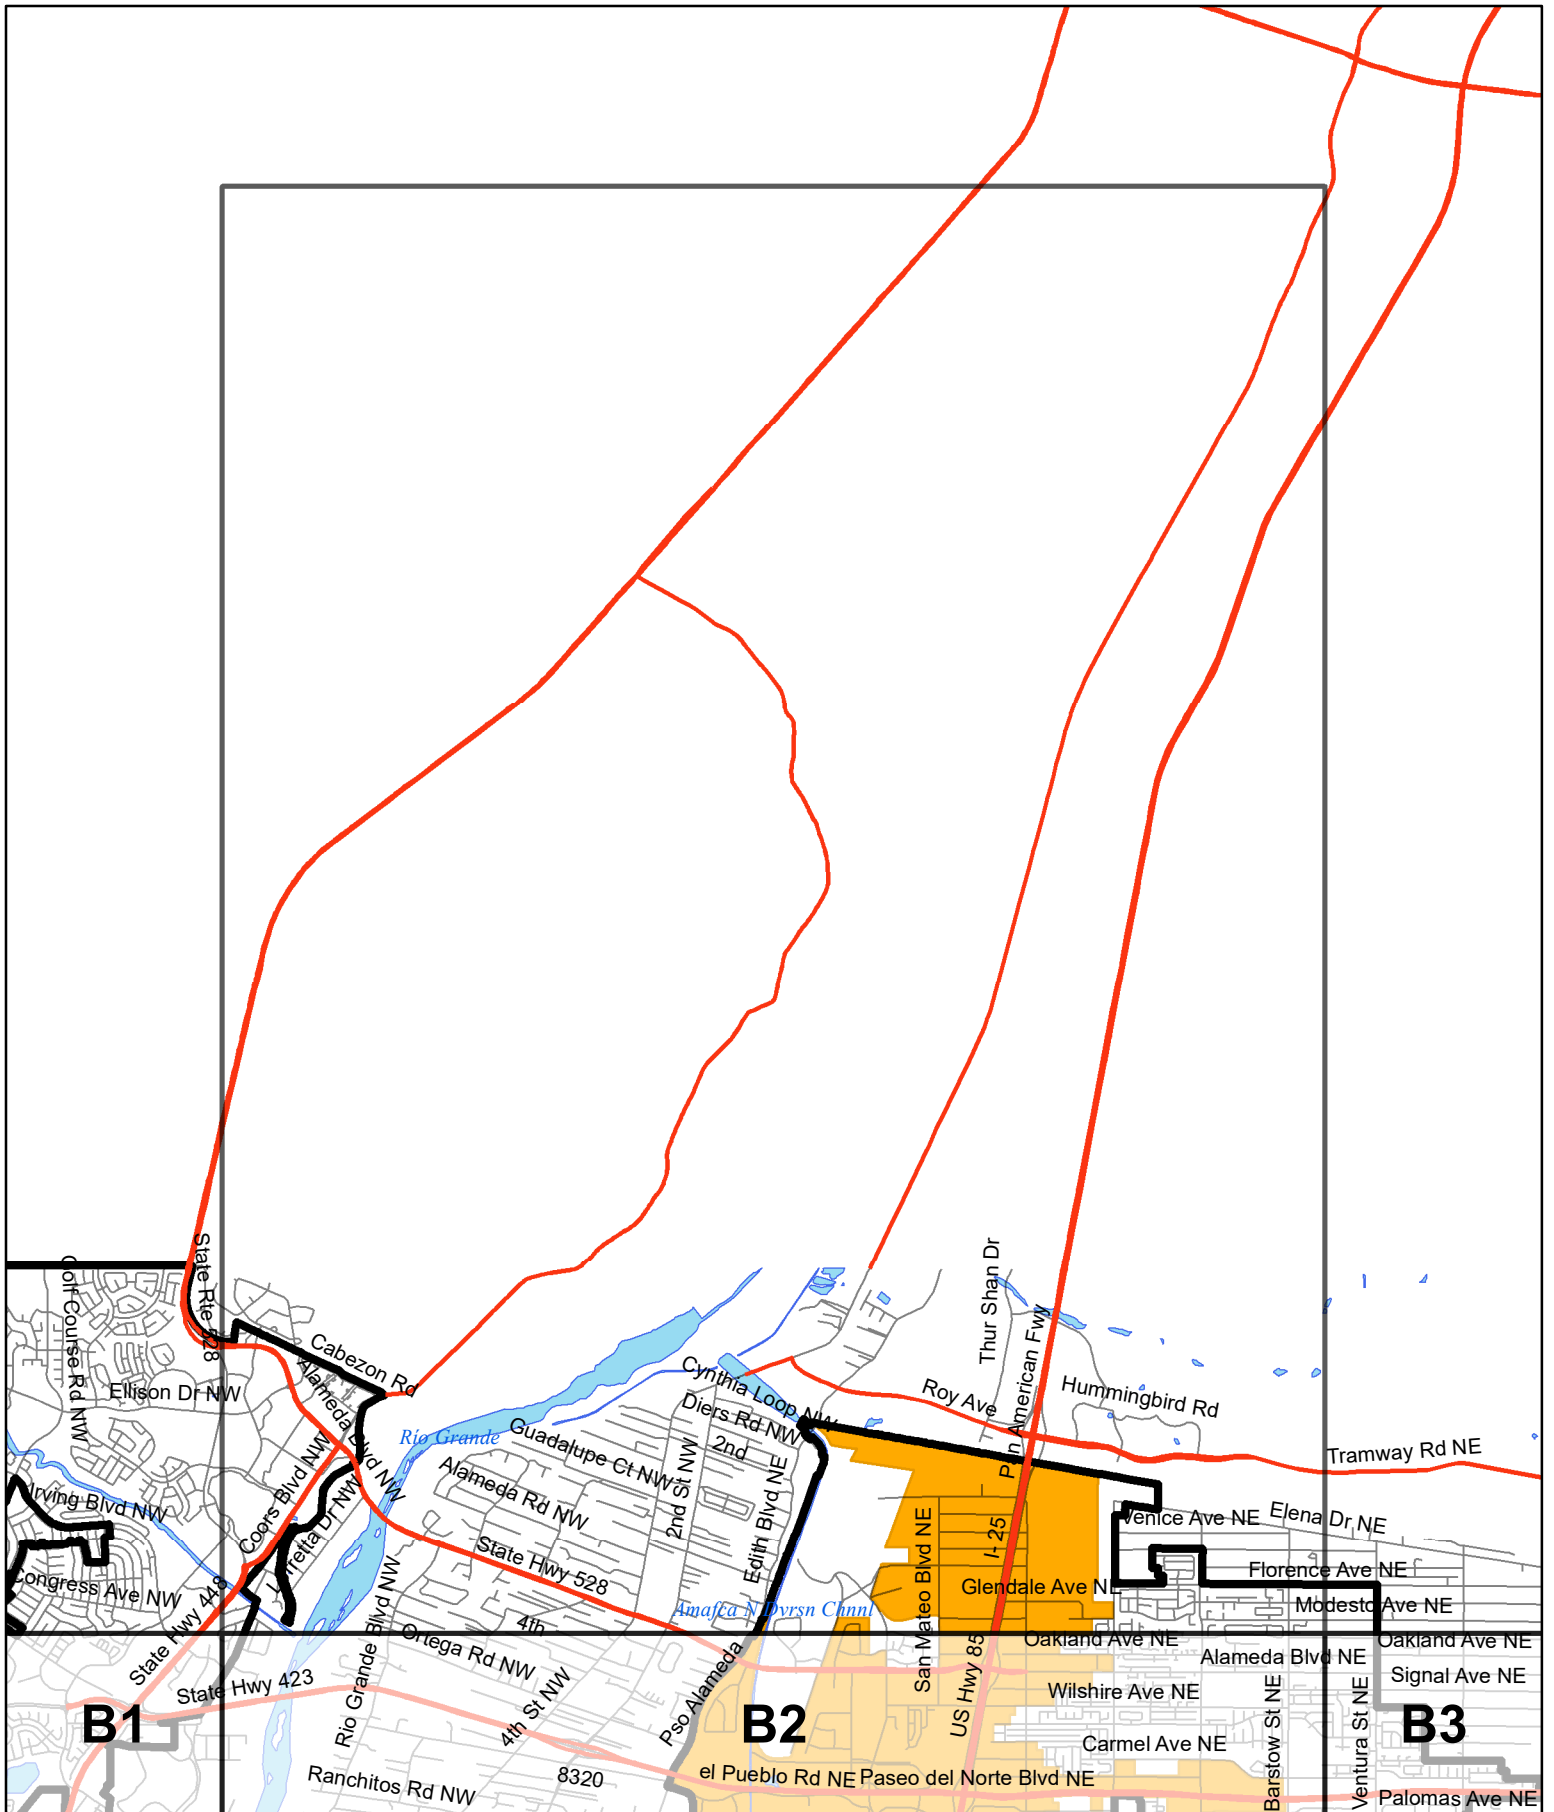 Golf Course Rd NW
State Rte 528
Cabezon Rd
Alameda Blvd NW
Ellison Dr NW
Thur Shan Dr
Pan American Fwy
Cynthia Loop NW
Roy Ave
Hummingbird Rd
Diers Rd NW
Rio Grande
Guadalupe Ct NW
2nd
Tramway Rd NE
Coors Blvd NW
Alameda Rd NW
2nd St NW
Edith Blvd NE
Irving Blvd NW
Loretta Dr NW
I-25
Venice Ave NE
Elena Dr NE
State Hwy 528
San Mateo Blvd NE
Congress Ave NW
Glendale Ave NE
Florence Ave NE
State Hwy 448
Amafca N Dvrsn Chnnl
Modesto Ave NE
4th
Ortega Rd NW
Oakland Ave NE
Oakland Ave NE
Rio Grande Blvd NW
Pso Alameda
US Hwy 85
Alameda Blvd NE
Signal Ave NE
State Hwy 423
4th St NW
Wilshire Ave NE
B1
B2
B3
Barstow St NE
Ventura St NE
Carmel Ave NE
Ranchitos Rd NW
8320
el Pueblo Rd NE
Paseo del Norte Blvd NE
Palomas Ave NE